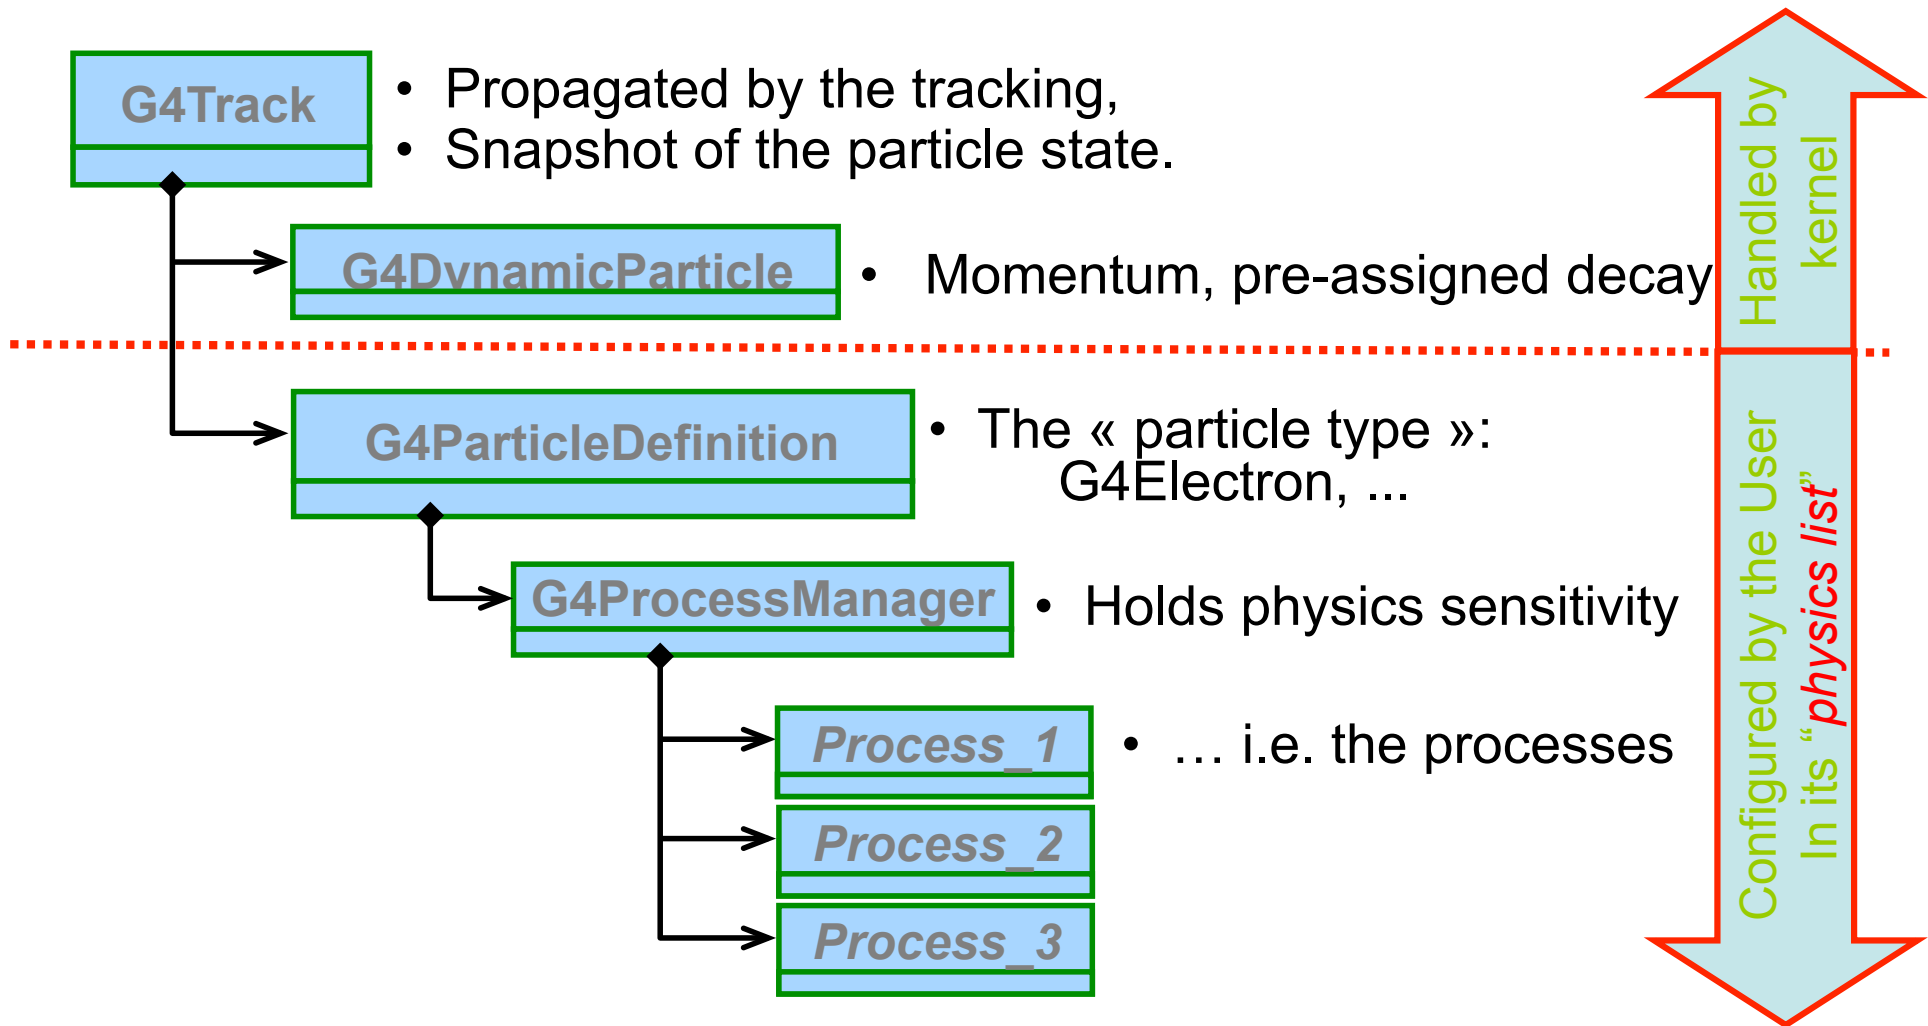 G4Track
• Propagated by the tracking,
• Snapshot of the particle state.
G4DynamicParticle
• Momentum, pre-assigned decay
G4ParticleDefinition
• The « particle type »:
G4Electron, ...
G4ProcessManager
• Holds physics sensitivity
Process_1
• … i.e. the processes
Process_2
Process_3
Handled by
kernel
Configured by the User
In its “physics list”